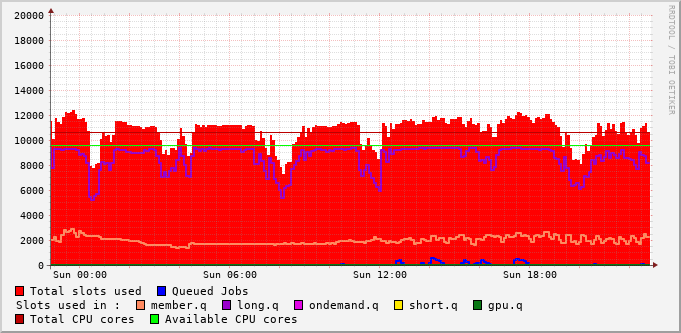 20000
18000
16000
14000
12000
10000
8000
6000
4000
2000
0
Sun 00:00 Sun 06:00 Sun 12:00 Sun 18:00
RRDTOOL / TOBI OETIKER
Total slots used Queued Jobs
Slots used in : member.q long.q ondemand.q short.q gpu.q
Total CPU cores Available CPU cores